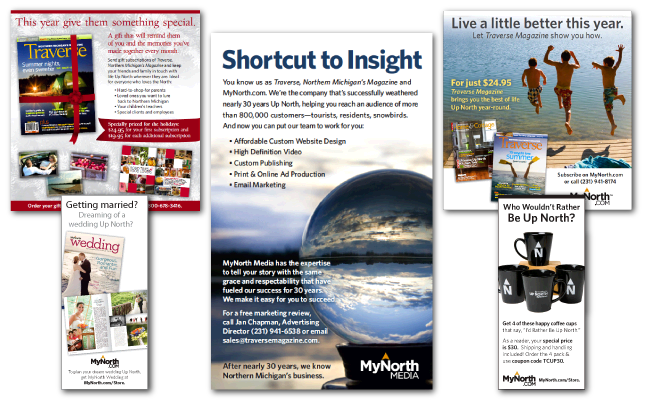 This year give them something special.
A gift that will remind them
of you and the memories you've
made together every month!
Send gift subscriptions of Traverse,
Northern Michigan's Magazine and keep
your friends and family in touch with
life Up North wherever they are. Ideal
for everyone who loves the North:
• Hard-to-shop-for parents
• Loved ones you want to lure
back to Northern Michigan
• Your children's teachers
• Special clients and employees
Specially priced for the holidays:
$24.95 for your first subscription and
$19.95 for each additional subscription
Traverse
Summer nights,
Order your gif
800-678-3416.
Getting married?
Dreaming of a
wedding Up North?
wedding
MyNorth
.COM
To plan your dream wedding Up North,
get MyNorth Wedding at
MyNorth.com/Store.
Shortcut to Insight
You know us as Traverse, Northern Michigan's Magazine and
MyNorth.com. We're the company that's successfully weathered
nearly 30 years Up North, helping you reach an audience of more
than 800,000 customers—tourists, residents, snowbirds.
And now you can put our team to work for you:
• Affordable Custom Website Design
• High Definition Video
• Custom Publishing
• Print & Online Ad Production
• Email Marketing
MyNorth Media has the expertise
to tell your story with the same
grace and respectability that have
fueled our success for 30 years.
We make it easy for you to succeed.
For a free marketing review,
call Jan Chapman, Advertising
Director (231) 941-6538 or email
sales@traversemagazine.com.
After nearly 30 years, we know
Northern Michigan's business.
MyNorth
MEDIA
Live a little better this year.
Let Traverse Magazine show you how.
For just $24.95
Traverse Magazine
brings you the best of life
Up North year-round.
Traverse
summer
Subscribe on MyNorth.com
or call (231) 941-8174
MyNorth
.COM
Who Wouldn't Rather
Be Up North?
N
UP NORTH
Get 4 of these happy coffee cups
that say, "I'd Rather Be Up North"
As a reader, your special price
is $30. Shipping and handling
included! Order the 4 pack &
use coupon code TCUP30.
MyNorth
.COM
MyNorth.com/Store.